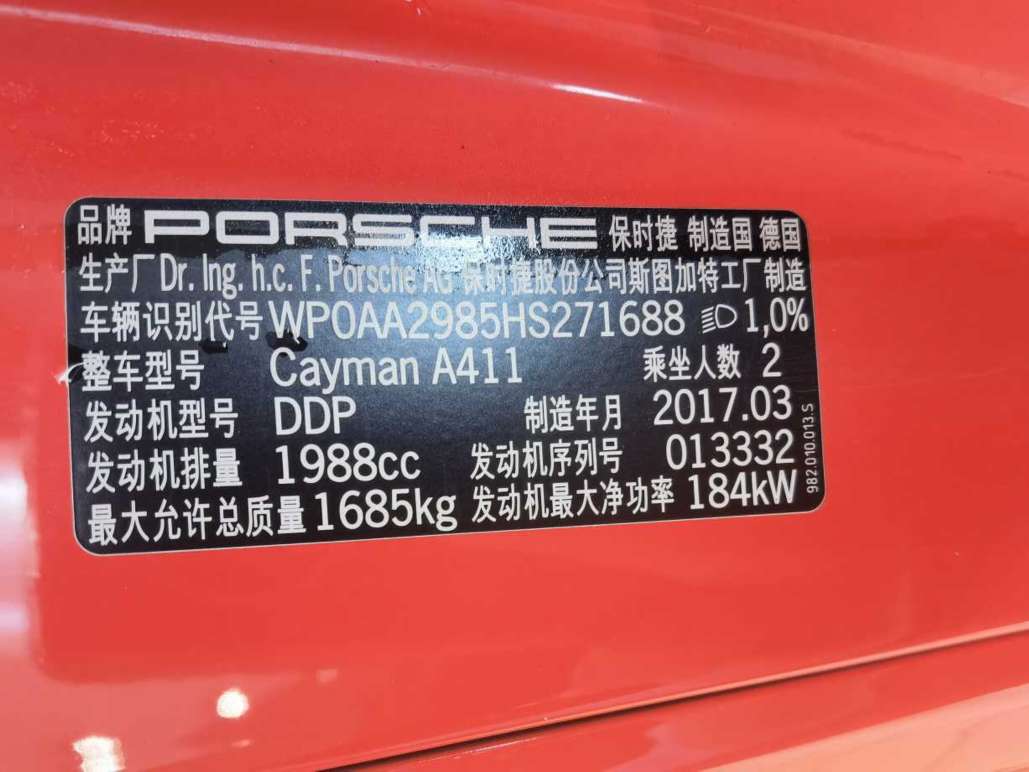 品牌 PORSCHE 保时捷 制造国 德国
生产厂 Dr. Ing. h.c. F. Porsche AG 保时捷股份公司斯图加特工厂制造
车辆识别代号 WP0AA2985HS271688 1,0%
整车型号 Cayman A411 乘坐人数 2
发动机型号 DDP 制造年月 2017.03
发动机排量 1988cc 发动机序列号 013332
最大允许总质量 1685kg 发动机最大净功率 184kW
982.010.013.S